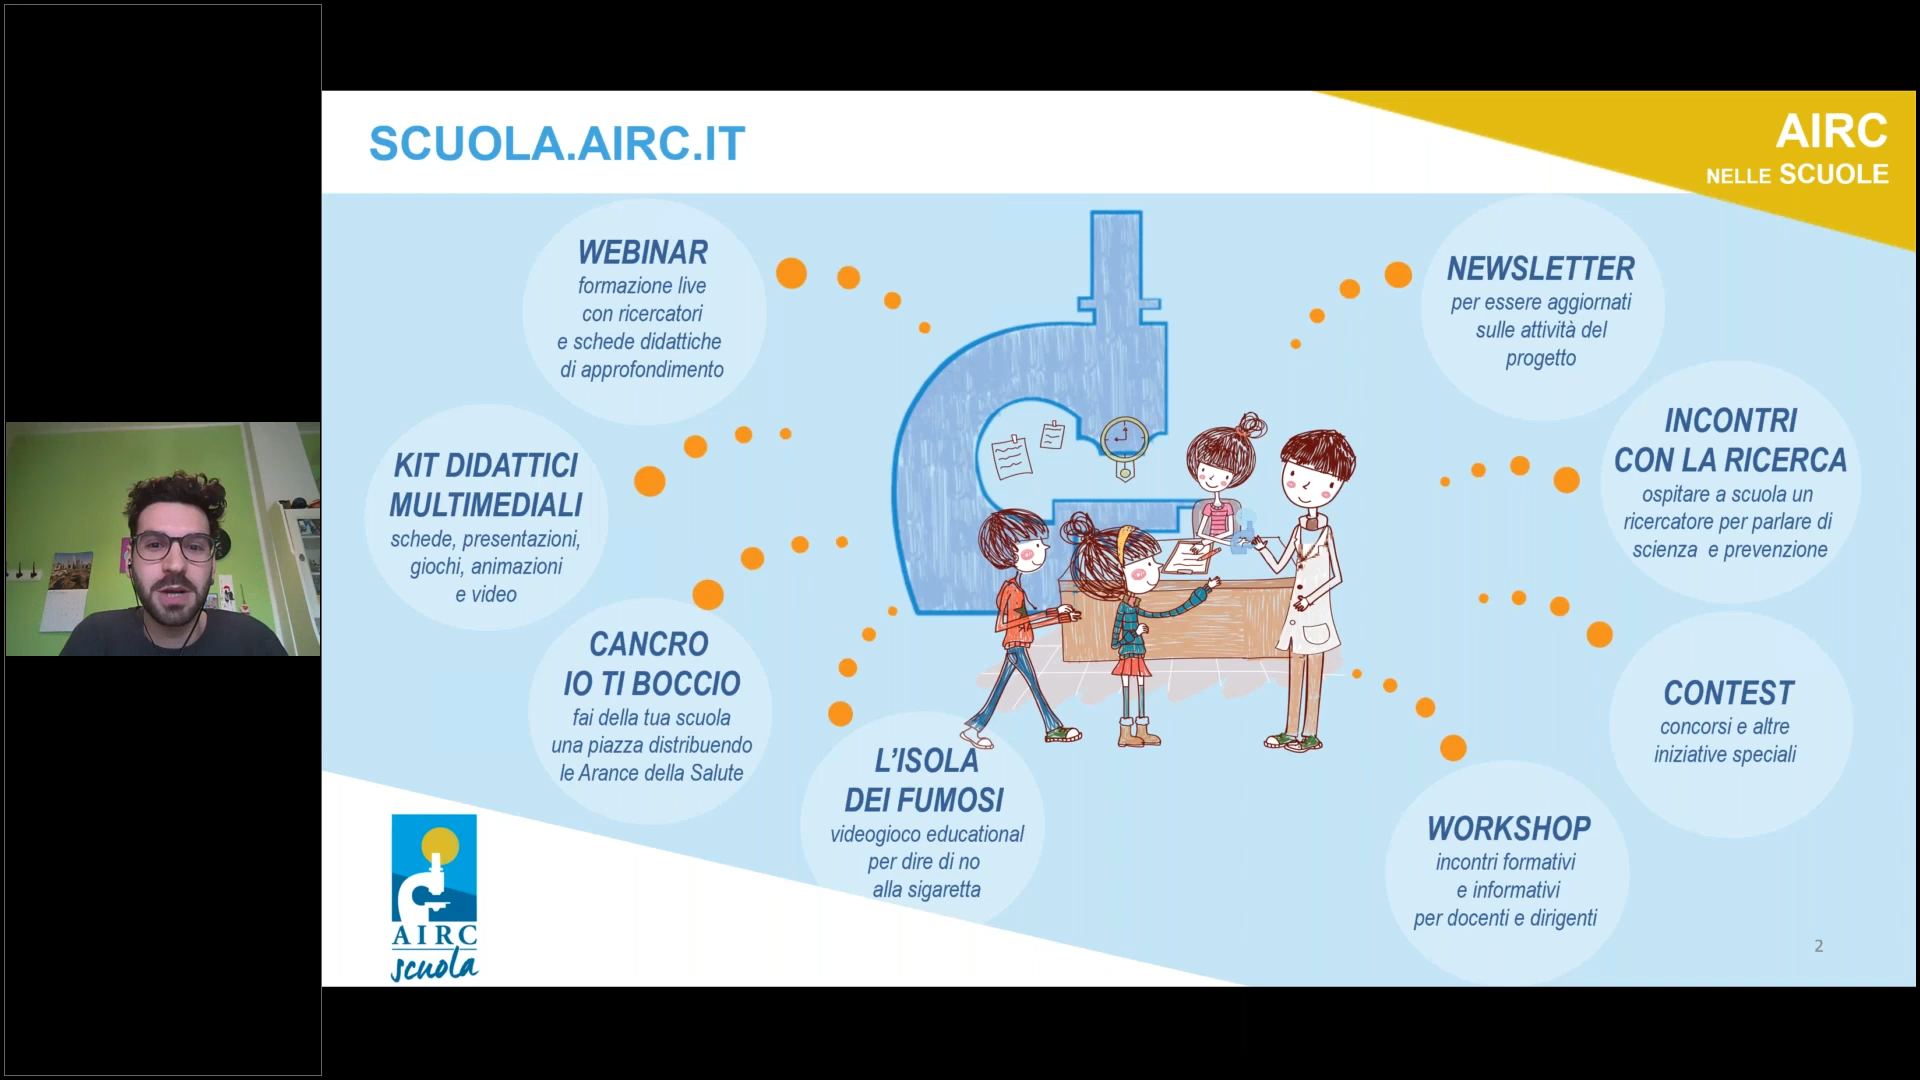 SCUOLA.AIRC.IT
AIRC
NELLE SCUOLE
WEBINAR
formazione live
con ricercatori
e schede didattiche
di approfondimento
KIT DIDATTICI
MULTIMEDIALI
schede, presentazioni,
giochi, animazioni
e video
CANCRO
IO TI BOCCIO
fai della tua scuola
una piazza distribuendo
le Arance della Salute
L'ISOLA
DEI FUMOSI
videogioco educational
per dire di no
alla sigaretta
NEWSLETTER
per essere aggiornati
sulle attività del
progetto
INCONTRI
CON LA RICERCA
ospitare a scuola un
ricercatore per parlare di
scienza e prevenzione
CONTEST
concorsi e altre
iniziative speciali
WORKSHOP
incontri formativi
e informativi
per docenti e dirigenti
AIRC
scuola
2